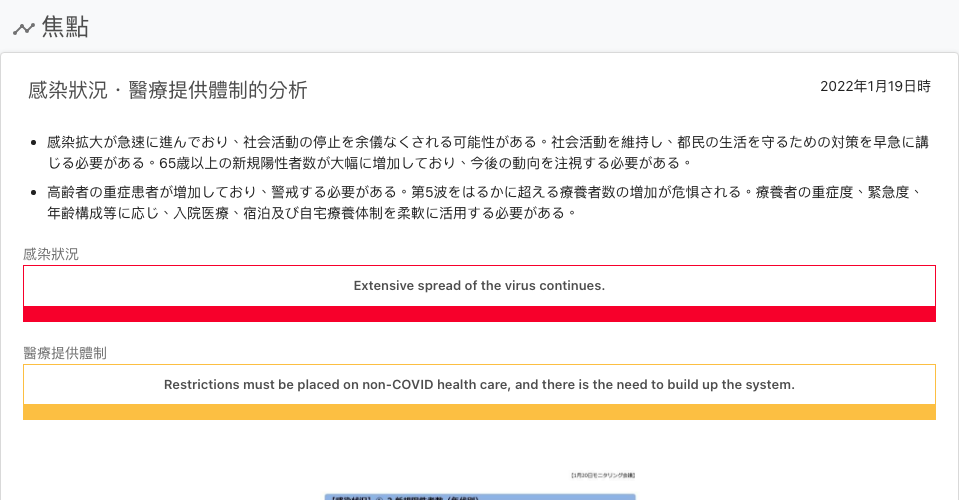 焦點
感染狀況・醫療提供體制的分析
2022年1月19日時
感染拡大が急速に進んでおり、社会活動の停止を余儀なくされる可能性がある。社会活動を維持し、都民の生活を守るための対策を早急に講
じる必要がある。65歳以上の新規陽性者数が大幅に増加しており、今後の動向を注視する必要がある。
高齢者の重症患者が増加しており、警戒する必要がある。第5波をはるかに超える療養者数の増加が危惧される。療養者の重症度、緊急度、
年齢構成等に応じ、入院医療、宿泊及び自宅療養体制を柔軟に活用する必要がある。
感染狀況
Extensive spread of the virus continues.
醫療提供體制
Restrictions must be placed on non-COVID health care, and there is the need to build up the system.
【1月20日モニタリング会議】